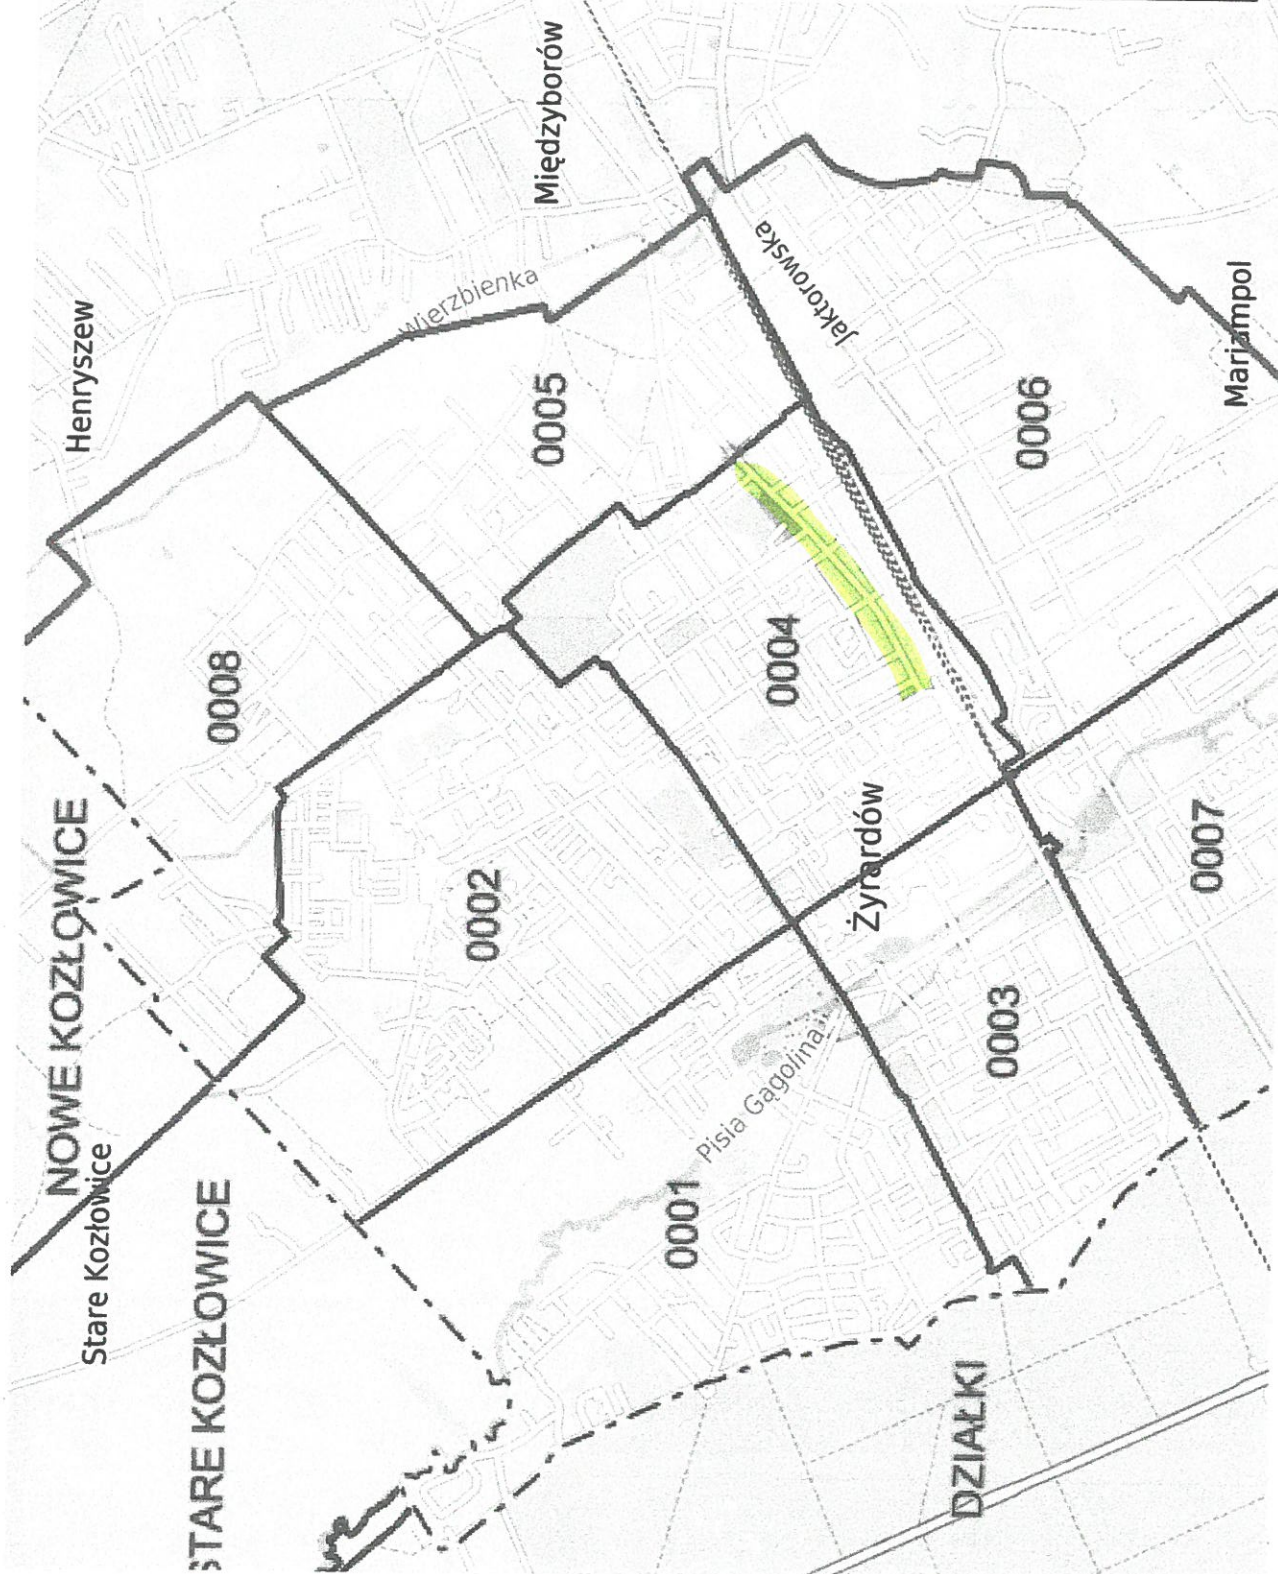 NOWE KOZŁOWICE
Henryszew
Stare Kozłowice
STARE KOZŁOWICE
0008
Wierzbienka
0002
Międzyborów
0005
0001
Pisia Gągolina
0004
Jaktorowska
Żyrardów
DZIAŁKI
0003
0006
0007
Mariampol